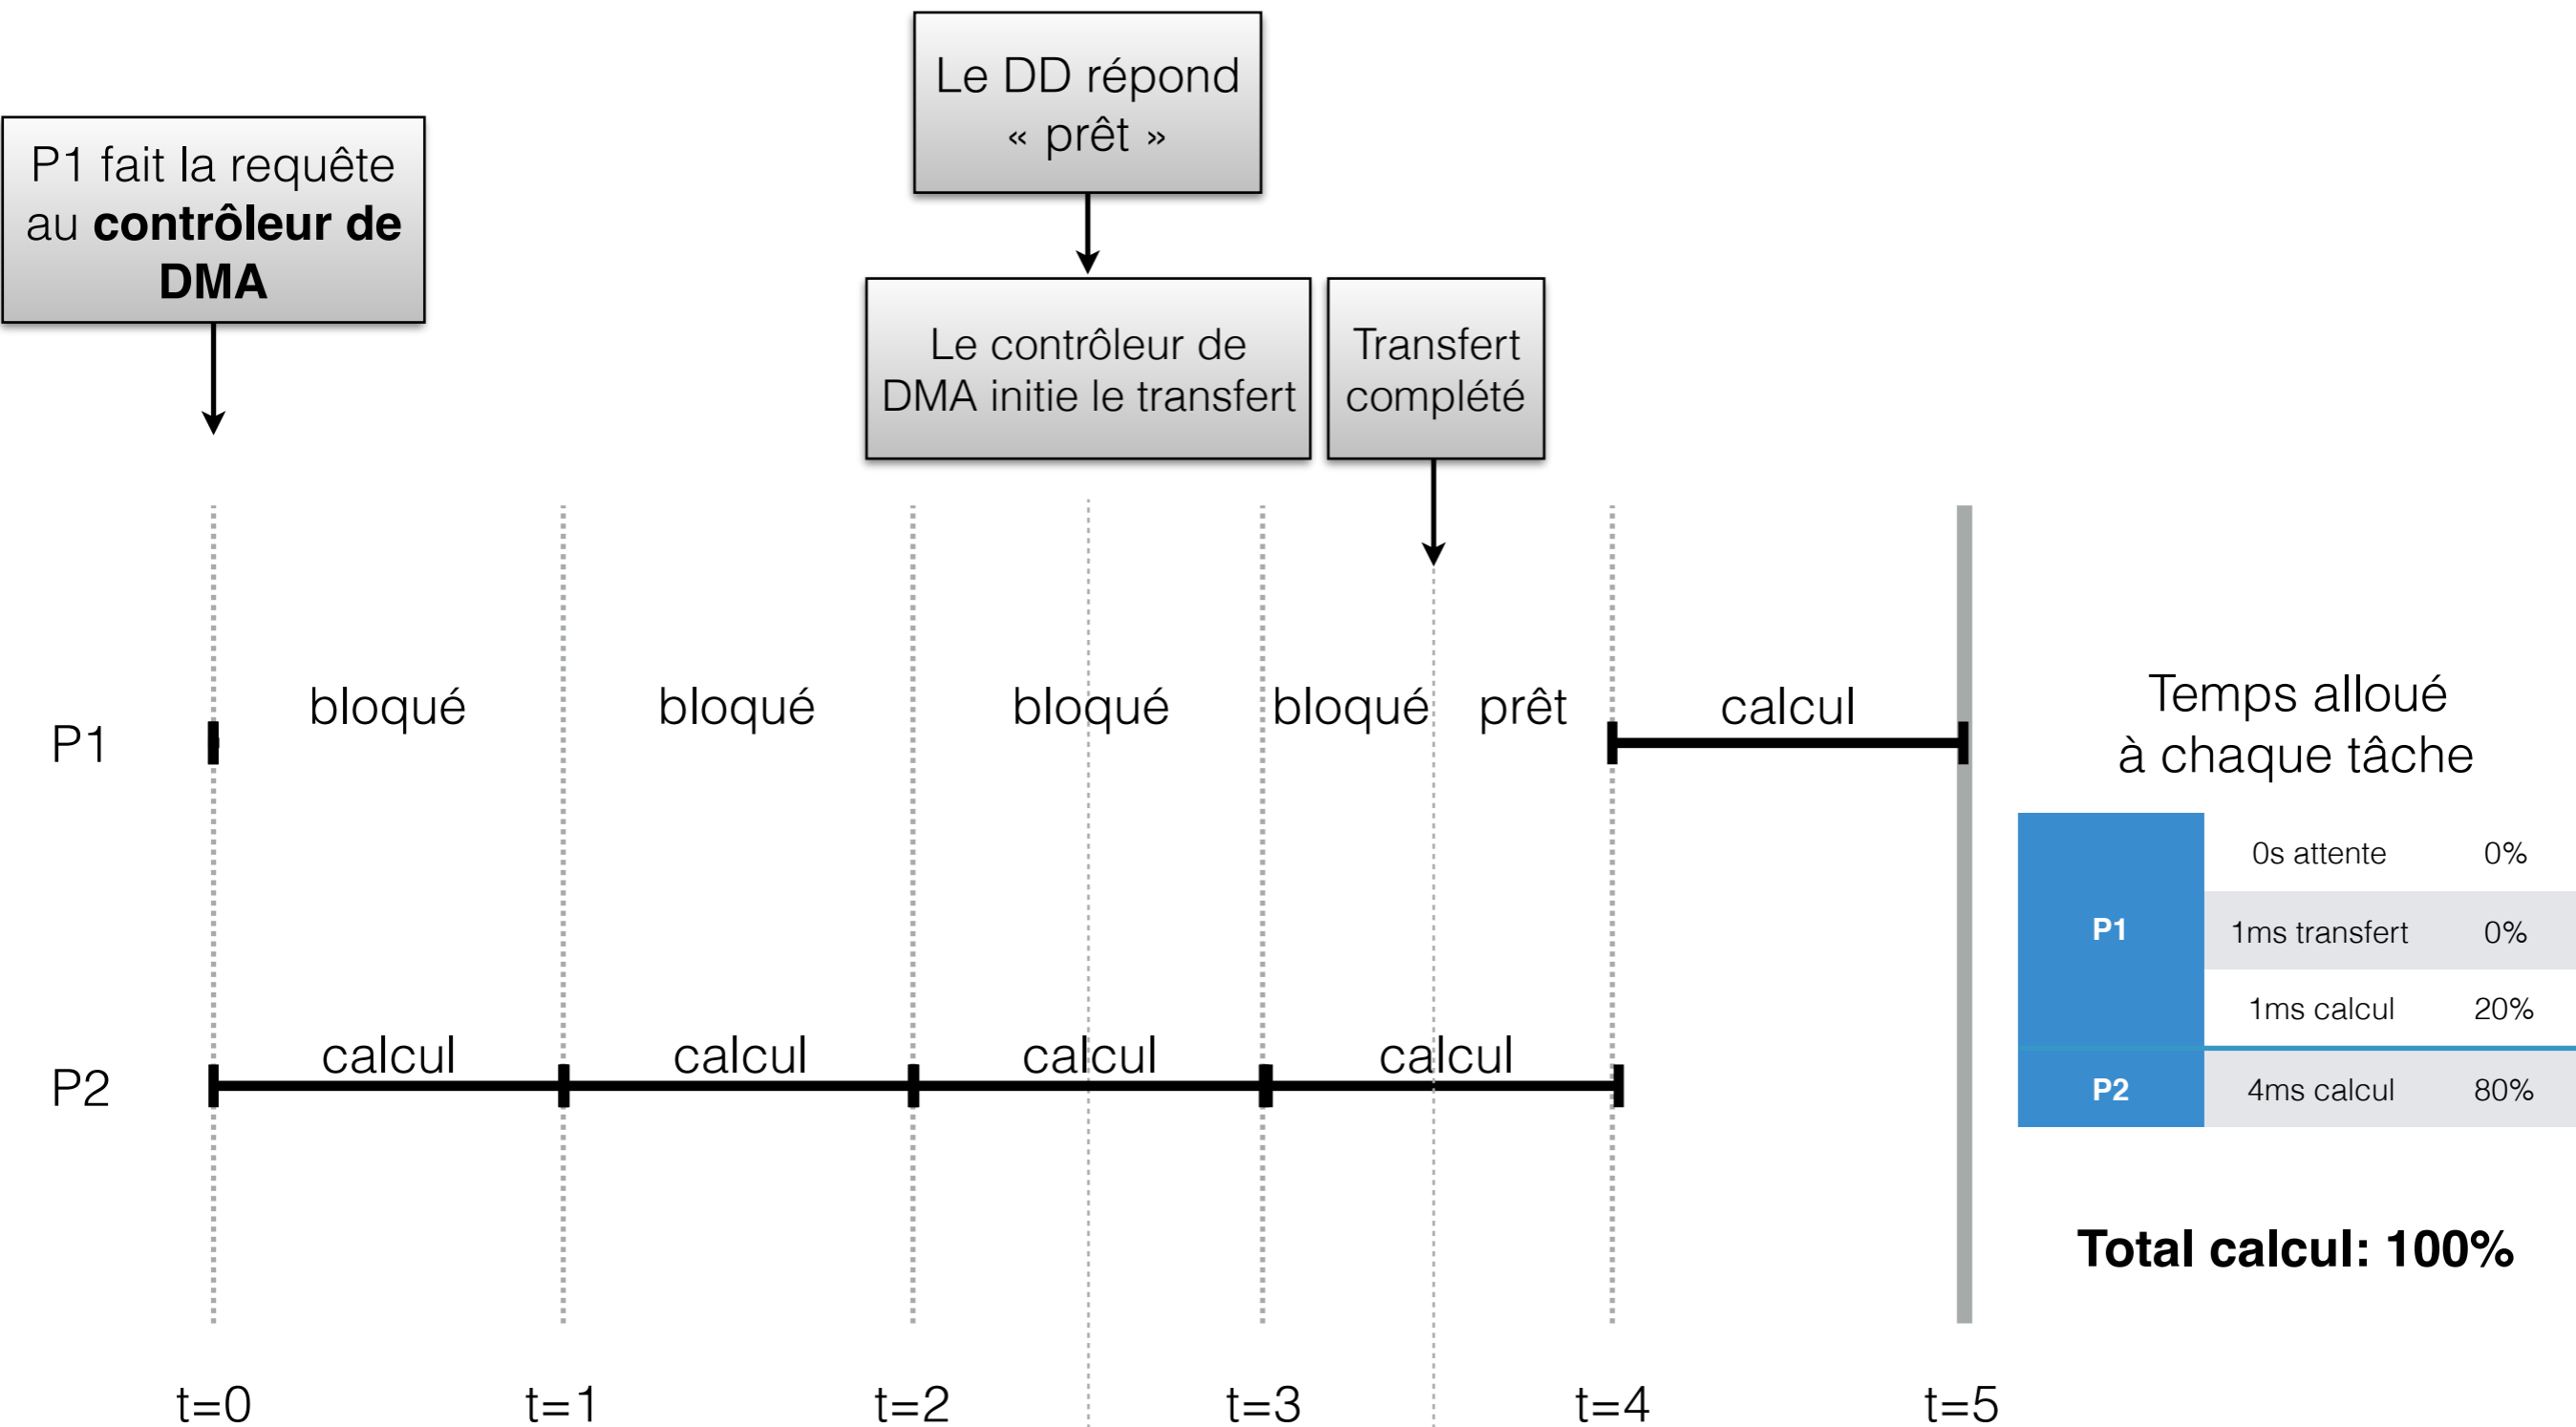 Le DD répond
« prêt »
P1 fait la requête
au contrôleur de
DMA
Le contrôleur de
DMA initie le transfert
Transfert
complété
P1
bloqué
bloqué
bloqué
bloqué
prêt
calcul
P2
calcul
calcul
calcul
calcul
t=0
t=1
t=2
t=3
t=4
t=5
Temps alloué
à chaque tâche
P1
0s attente 0%
1ms transfert 0%
1ms calcul 20%
P2
4ms calcul 80%
Total calcul: 100%